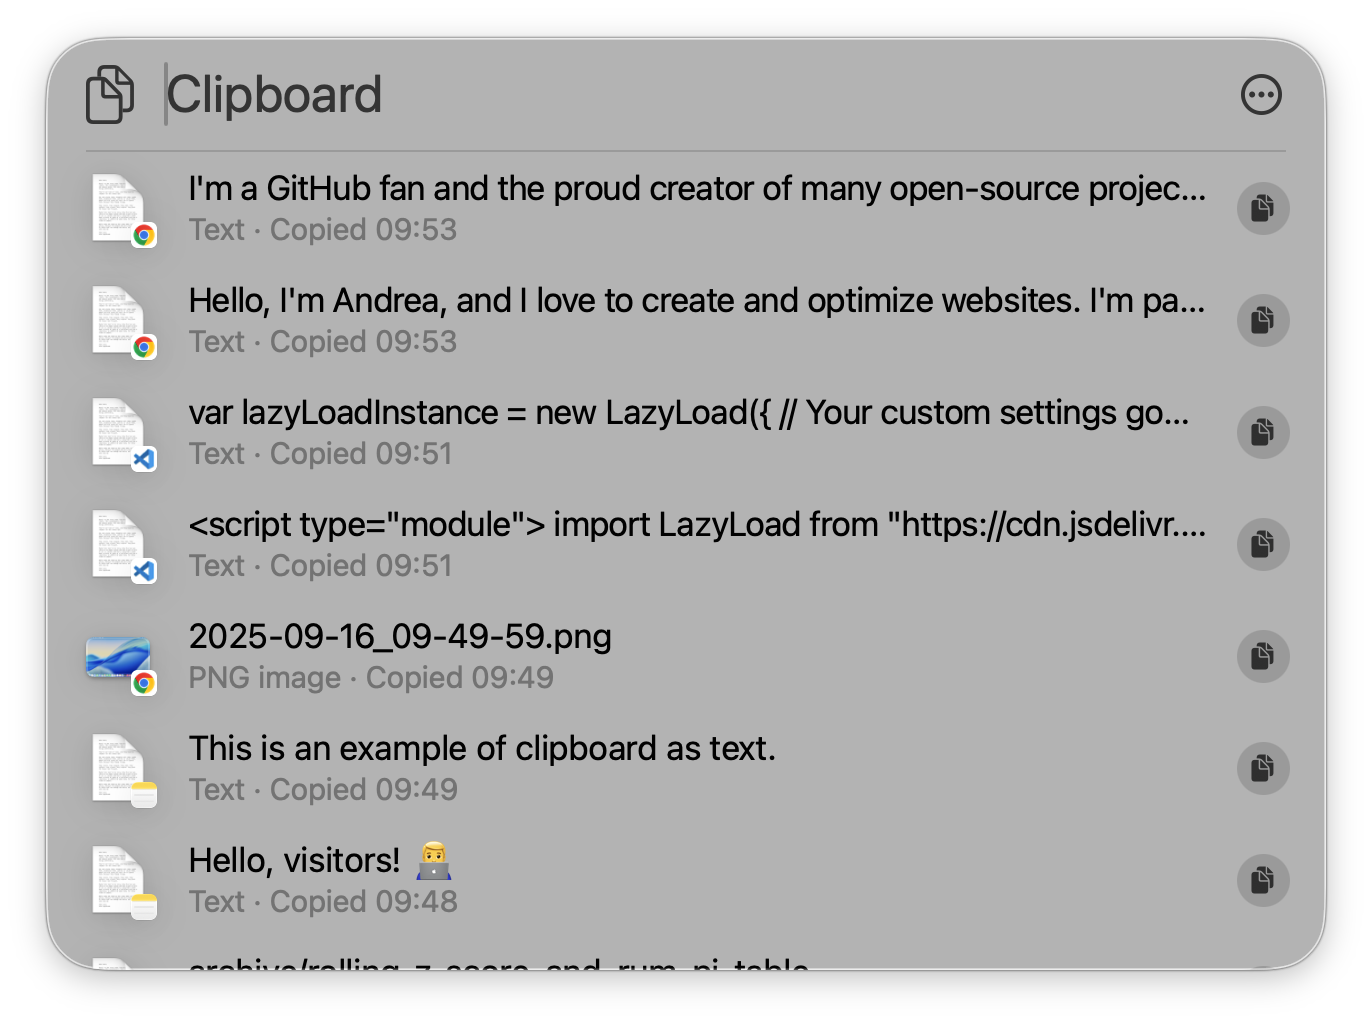 Clipboard
I'm a GitHub fan and the proud creator of many open-source projec...
Text · Copied 09:53
Hello, I'm Andrea, and I love to create and optimize websites. I'm pa...
Text · Copied 09:53
var lazyLoadInstance = new LazyLoad({ // Your custom settings go...
Text · Copied 09:51
<script type="module"> import LazyLoad from "https://cdn.jsdelivr....
Text · Copied 09:51
2025-09-16_09-49-59.png
PNG image · Copied 09:49
This is an example of clipboard as text.
Text · Copied 09:49
Hello, visitors! 👨‍💻
Text · Copied 09:48
archive/rolling_z_score_and_rum_pi_table